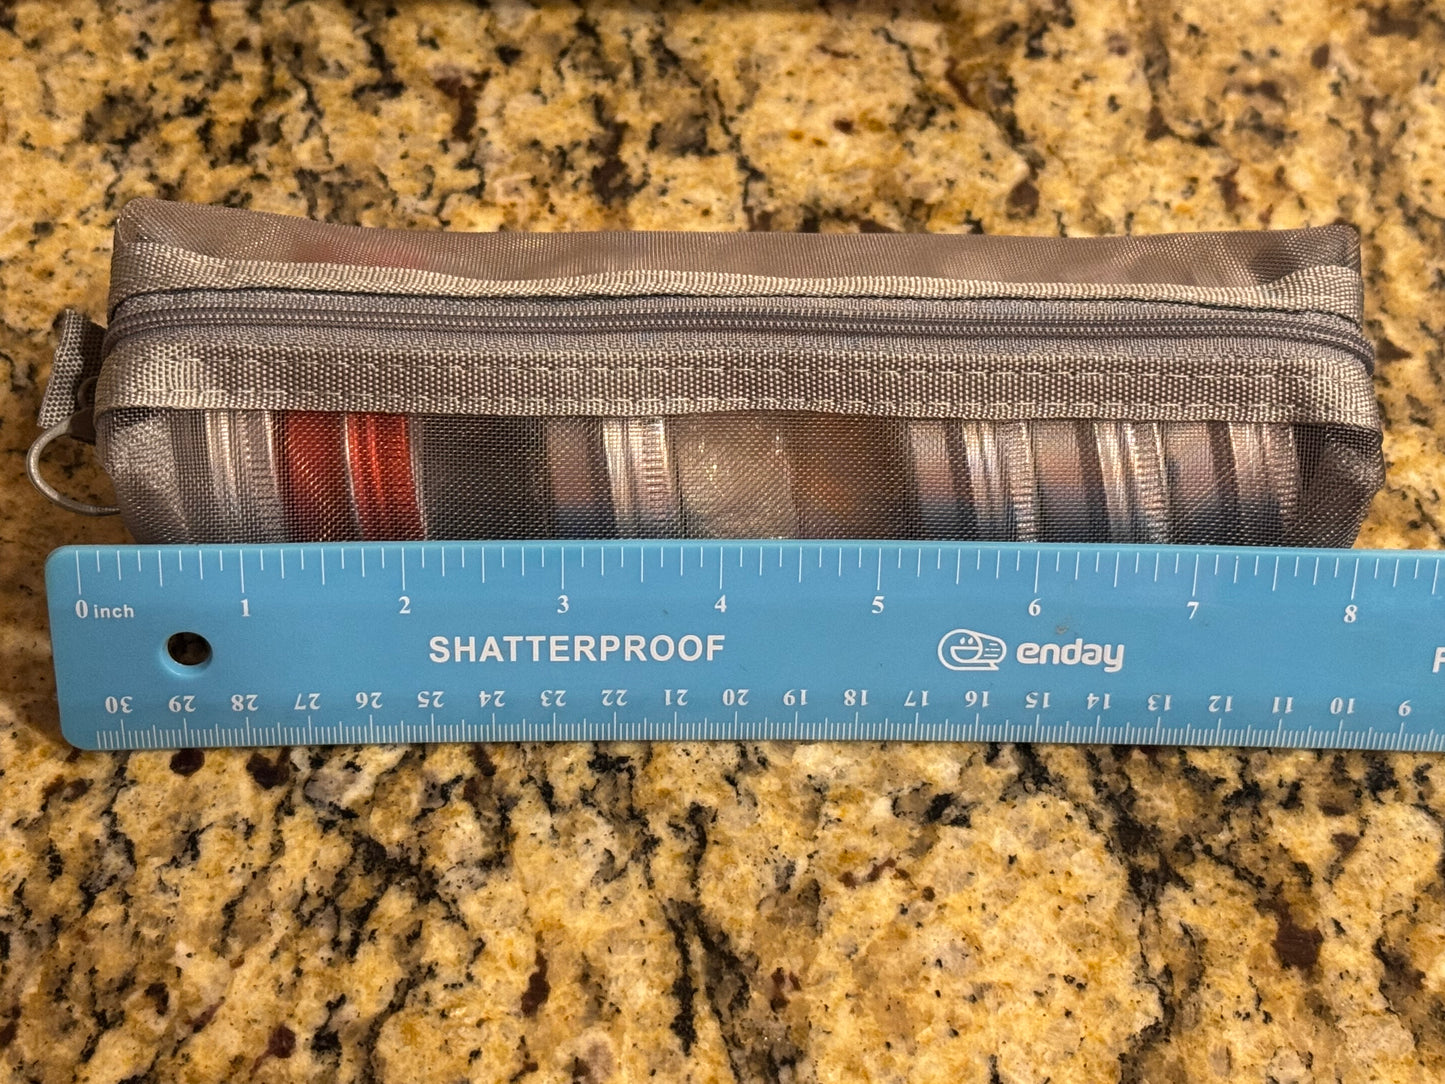 0 inch 1 2 3 4 5 6 7 8
SHATTERPROOF enday F
30 29 28 27 26 25 24 23 22 21 20 19 18 17 16 15 14 13 12 11 10 9